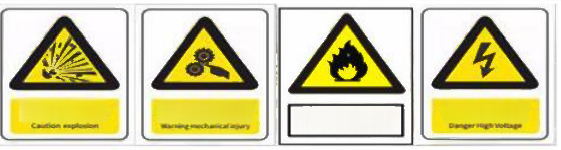 Caution explosion
Warning mechanical injury
Danger High Voltage